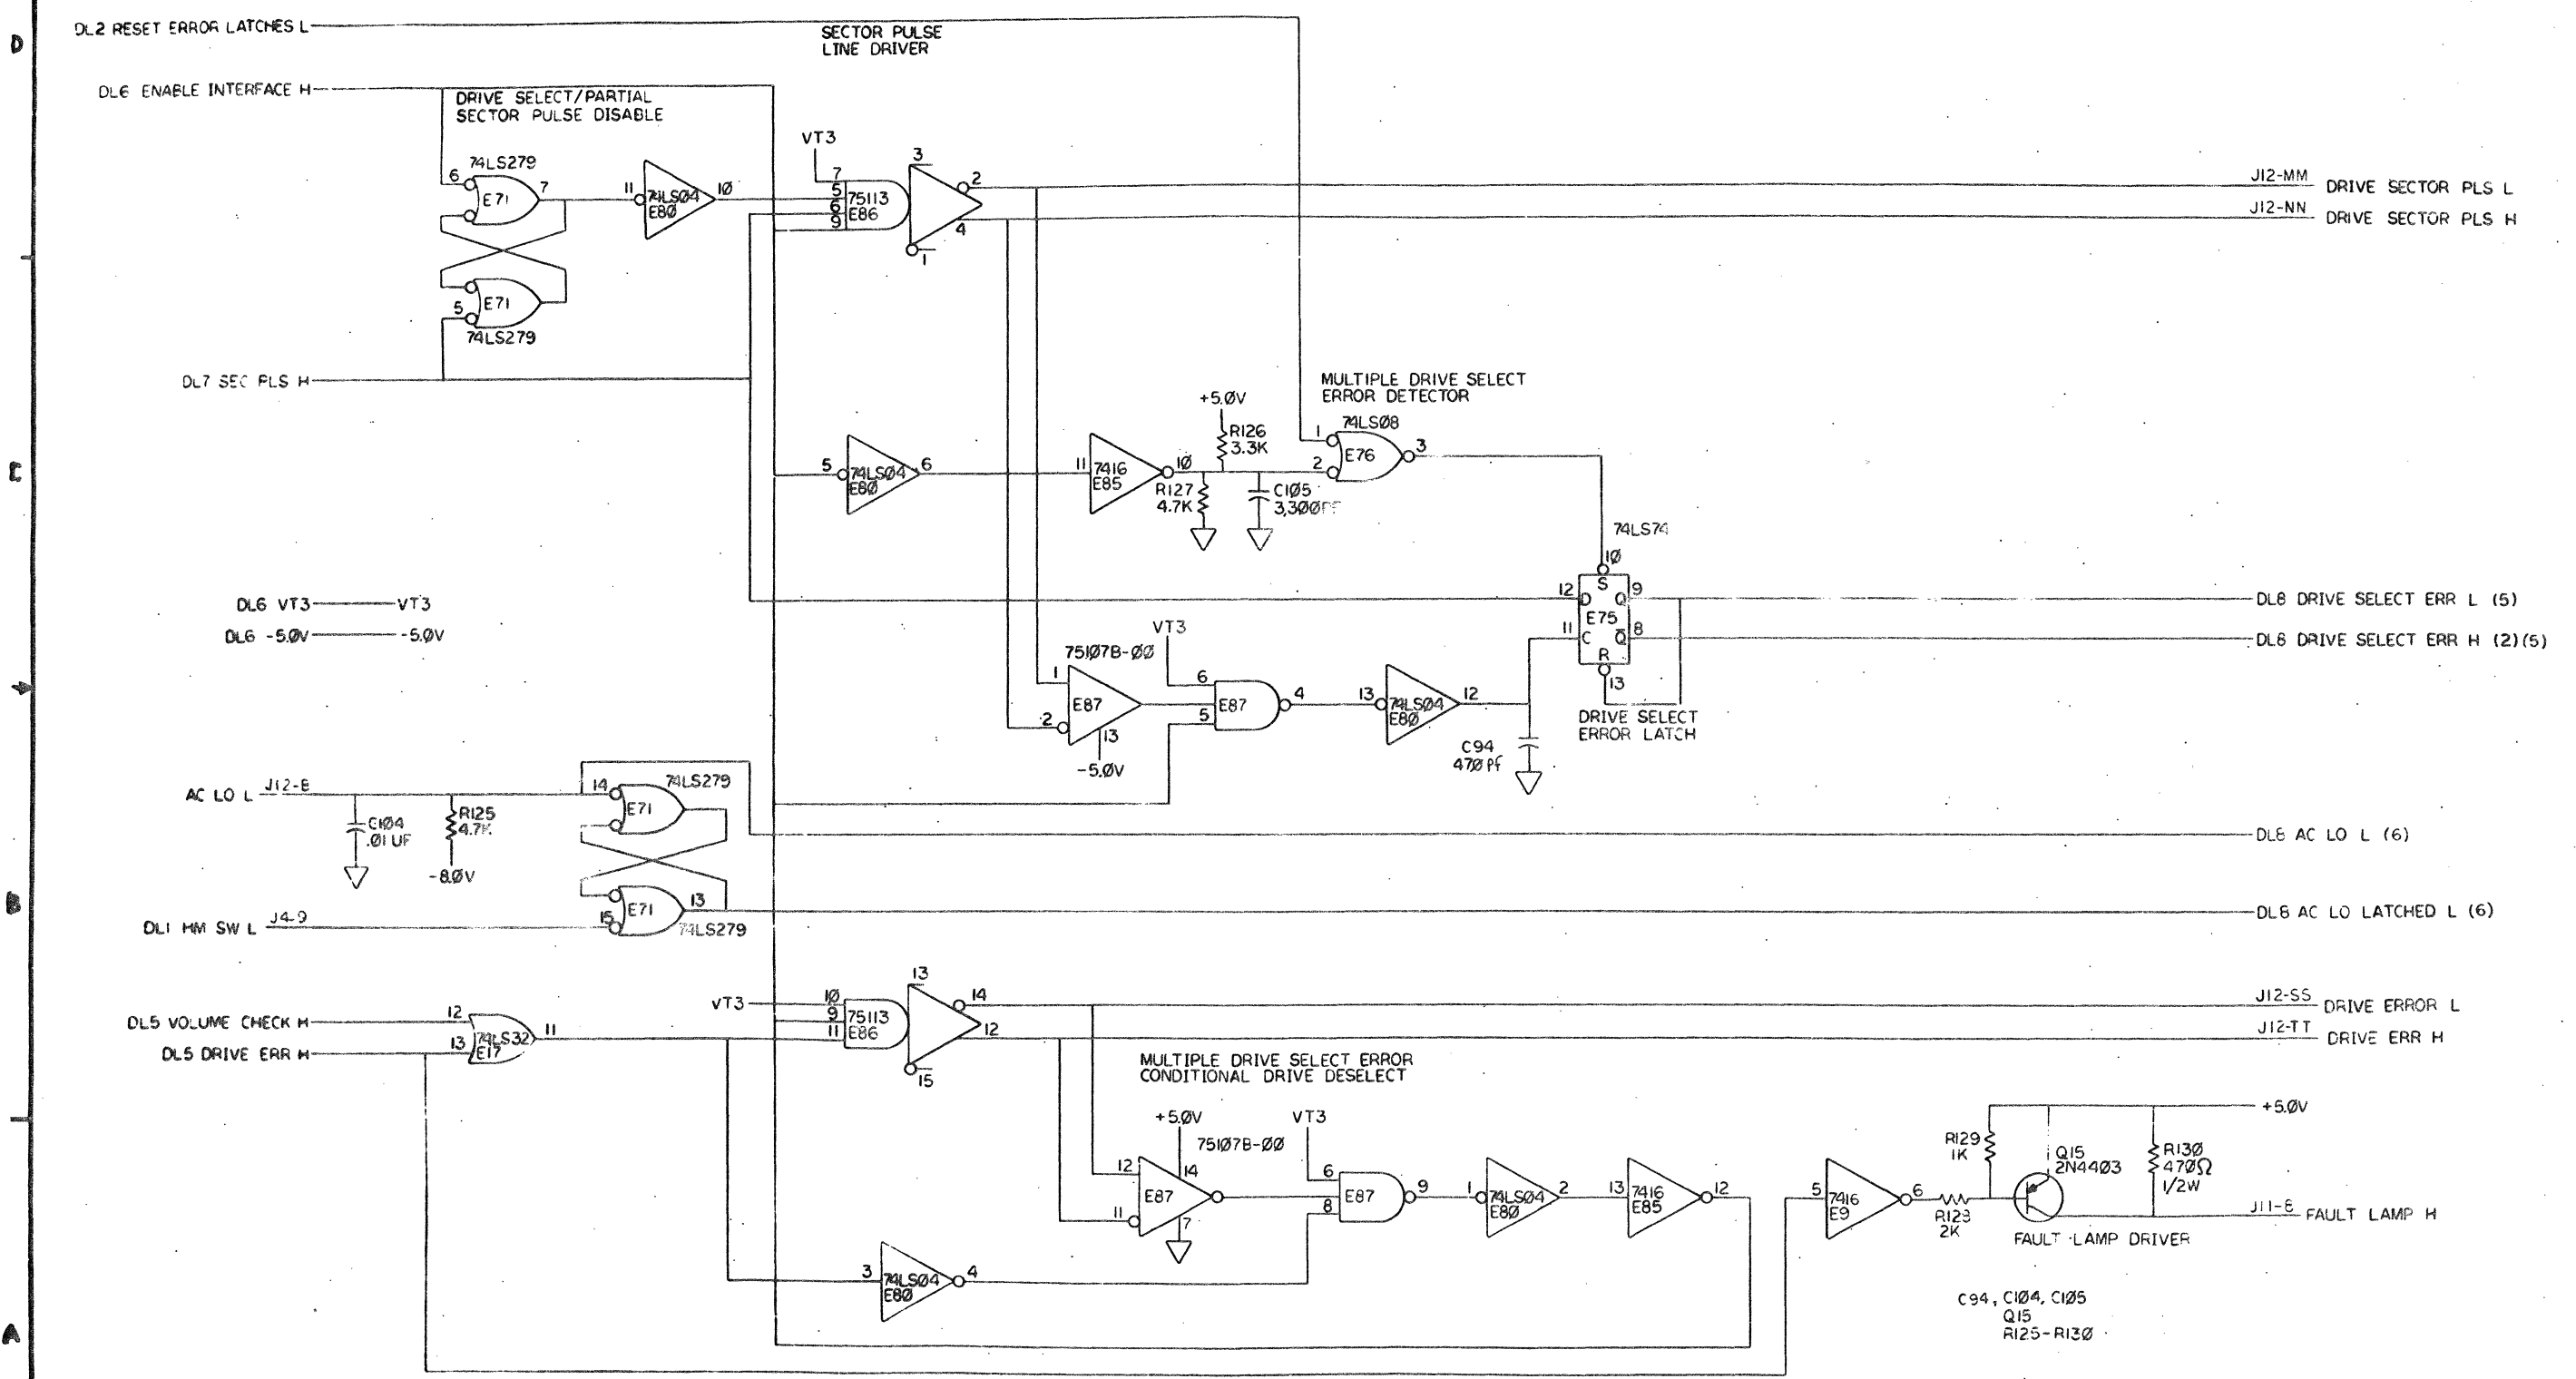 D
DL2 RESET ERROR LATCHES L
SECTOR PULSE
LINE DRIVER
DL6 ENABLE INTERFACE H
DRIVE SELECT/PARTIAL
SECTOR PULSE DISABLE
VT3
74LS279
6
E71
7
11
74LS04
E80
10
7
5
6
9
75113
E86
3
2
4
1
J12-MM
DRIVE SECTOR PLS L
J12-NN
DRIVE SECTOR PLS H
5
E71
74LS279
DL7 SEC PLS H
MULTIPLE DRIVE SELECT
ERROR DETECTOR
+5.0V
R126
3.3K
74LS08
1
2
E76
3
C
5
74LS04
E80
6
11
7416
E85
10
R127
4.7K
C105
3,300PF
74LS74
10
DL6 VT3
VT3
DL6 -5.0V
-5.0V
12
D
S
Q
9
E75
11
C
Q
8
R
13
DL8 DRIVE SELECT ERR L (5)
DL8 DRIVE SELECT ERR H (2)(5)
VT3
75107B-00
1
E87
2
13
-5.0V
6
5
E87
4
13
74LS04
E80
12
C94
470 Pf
DRIVE SELECT
ERROR LATCH
AC LO L
J12-B
14
74LS279
E71
C104
.01 UF
R125
4.7K
-8.0V
DL8 AC LO L (6)
B
DL1 HM SW L
J4-9
15
E71
13
74LS279
DL8 AC LO LATCHED L (6)
VT3
10
9
11
75113
E86
13
14
12
15
J12-SS
DRIVE ERROR L
J12-TT
DRIVE ERR H
DL5 VOLUME CHECK H
12
DL5 DRIVE ERR H
13
74LS32
E17
11
MULTIPLE DRIVE SELECT ERROR
CONDITIONAL DRIVE DESELECT
+5.0V
75107B-00
VT3
12
14
E87
11
7
6
8
E87
9
1
74LS04
E80
2
13
7416
E85
12
3
74LS04
E80
4
5
7416
E9
6
R128
2K
R129
1K
Q15
2N4403
R130
470Ω
1/2W
+5.0V
J11-8
FAULT LAMP H
FAULT LAMP DRIVER
C94, C104, C105
Q15
R125-R130
A